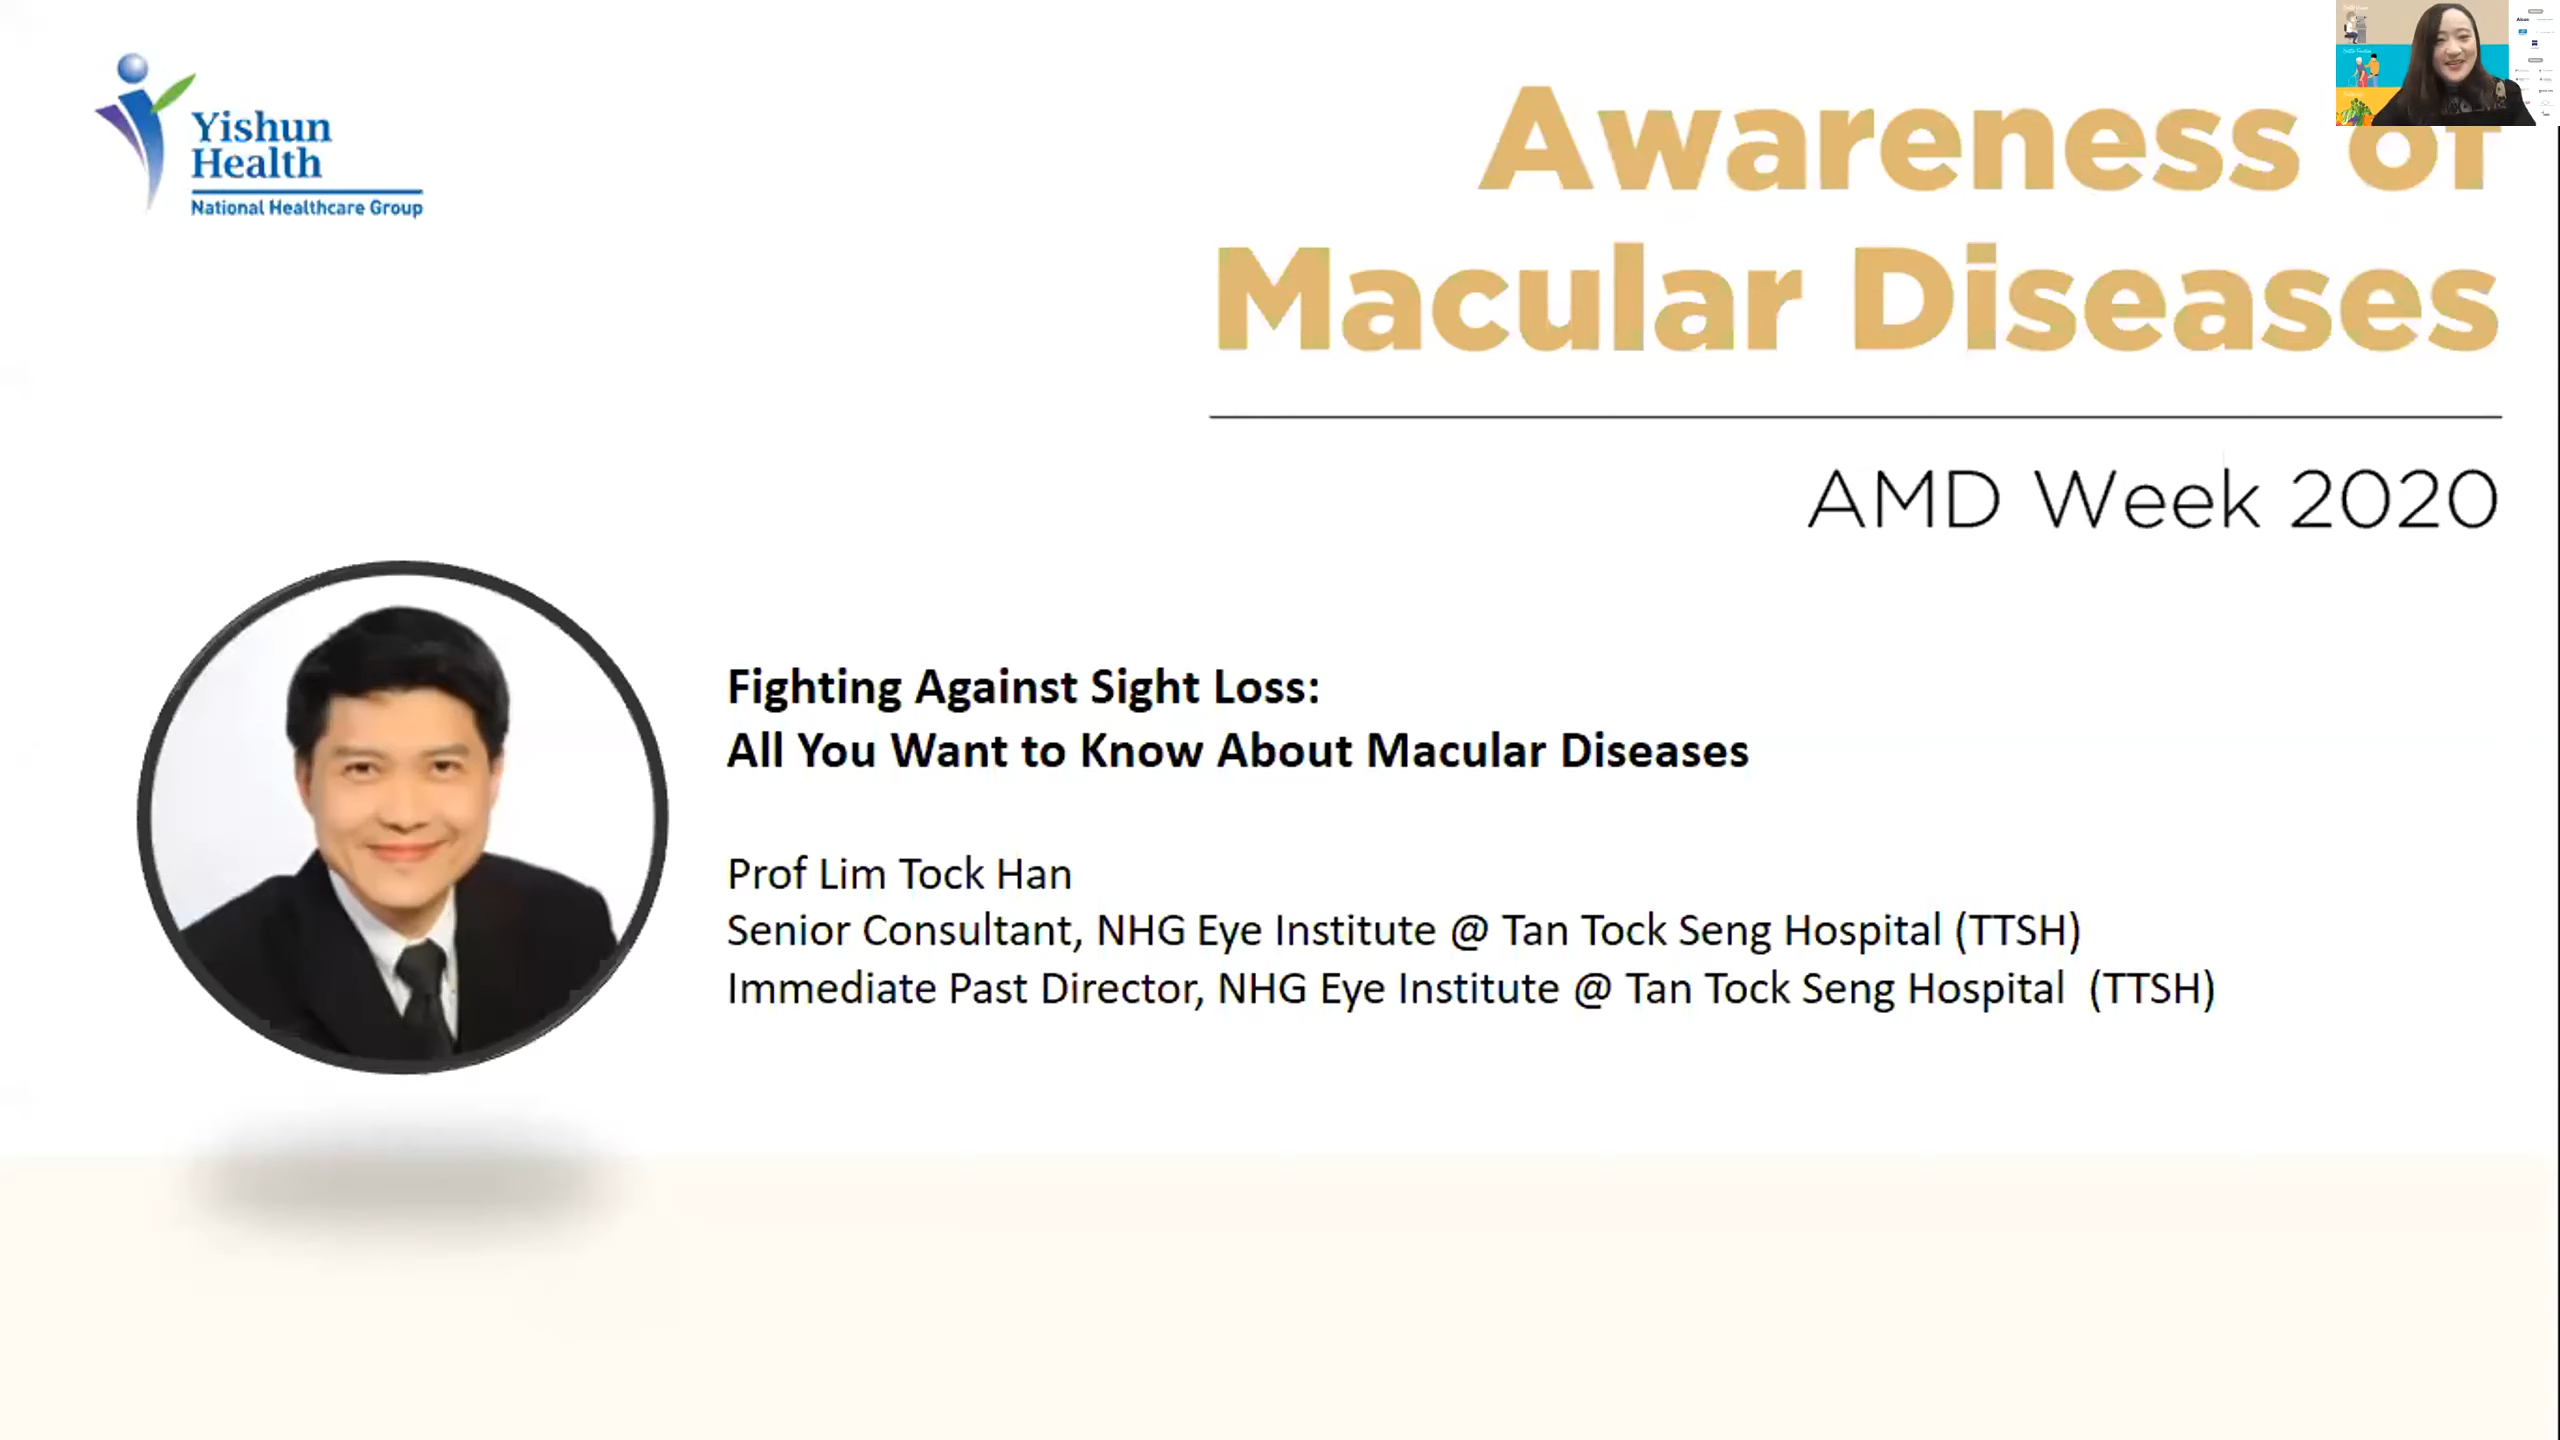 Yishun
Health
National Healthcare Group
Awareness of
Macular Diseases
AMD Week 2020
Fighting Against Sight Loss:
All You Want to Know About Macular Diseases
Prof Lim Tock Han
Senior Consultant, NHG Eye Institute @ Tan Tock Seng Hospital (TTSH)
Immediate Past Director, NHG Eye Institute @ Tan Tock Seng Hospital (TTSH)